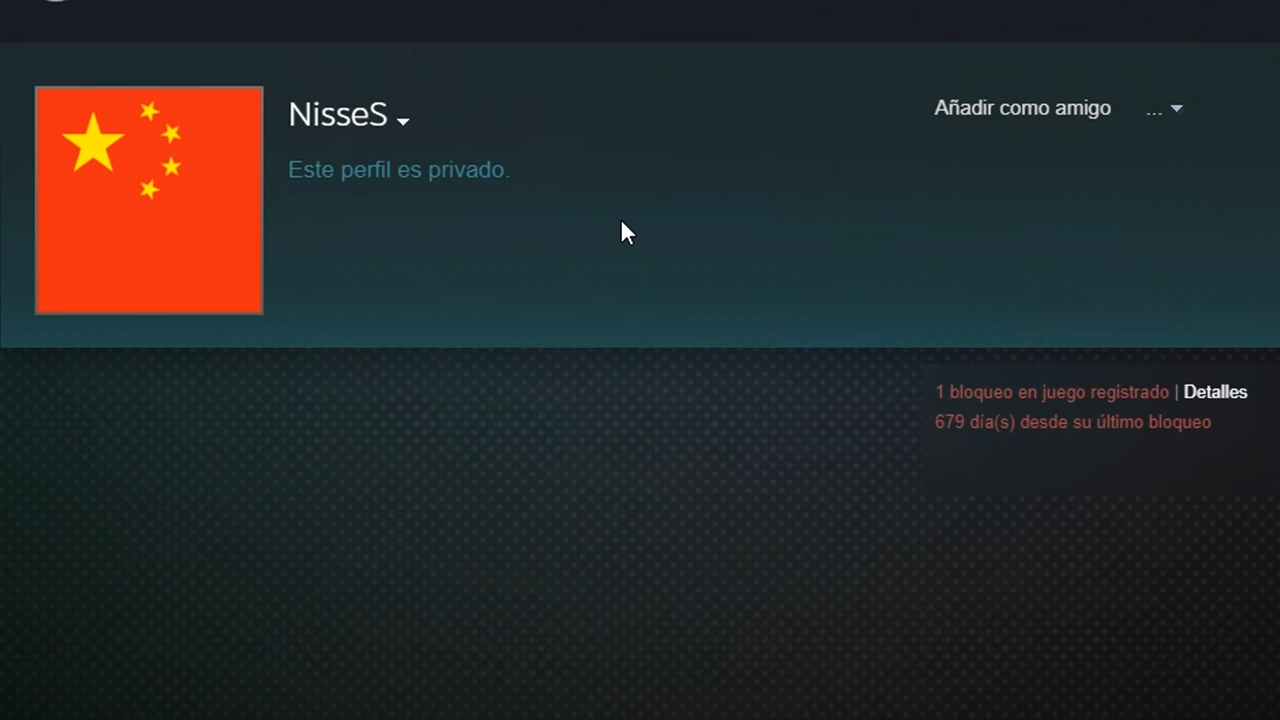 NisseS
Añadir como amigo ...
Este perfil es privado.
1 bloqueo en juego registrado | Detalles
679 día(s) desde su último bloqueo